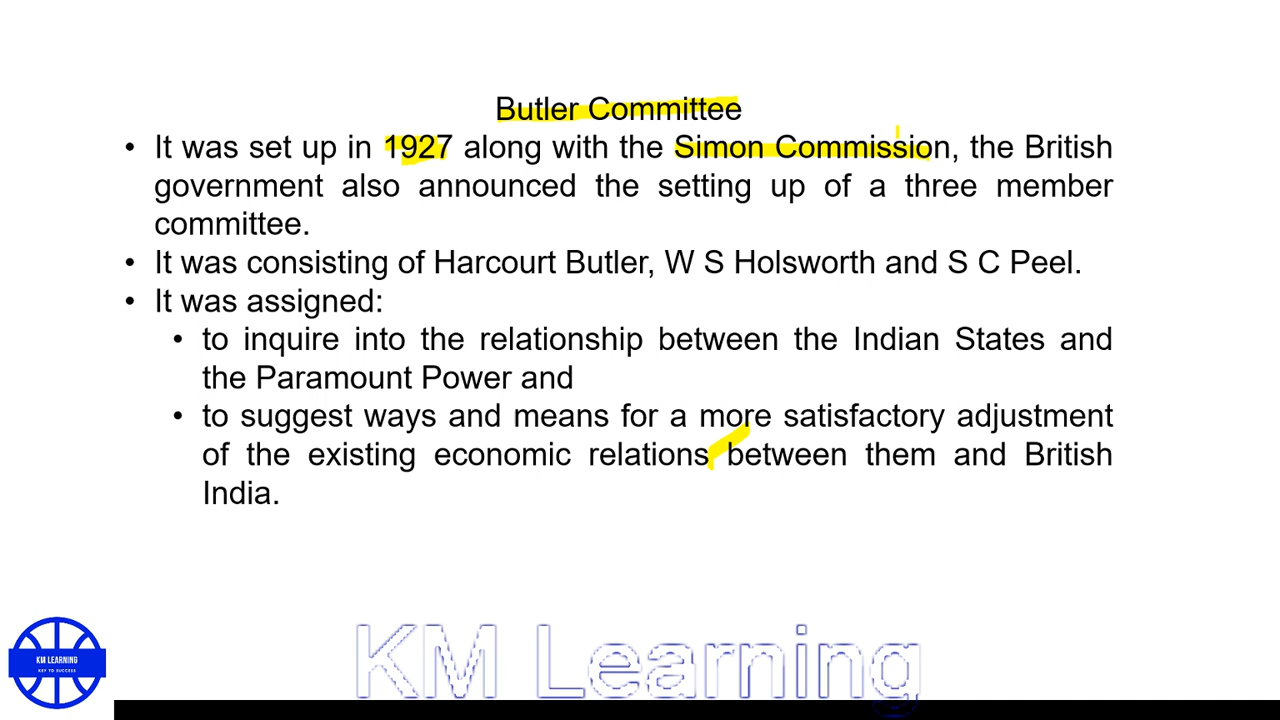 Butler Committee
• It was set up in 1927 along with the Simon Commission, the British
government also announced the setting up of a three member
committee.
• It was consisting of Harcourt Butler, W S Holsworth and S C Peel.
• It was assigned:
• to inquire into the relationship between the Indian States and
the Paramount Power and
• to suggest ways and means for a more satisfactory adjustment
of the existing economic relations between them and British
India.
KM Learning
KM LEARNING
KEY TO SUCCESS